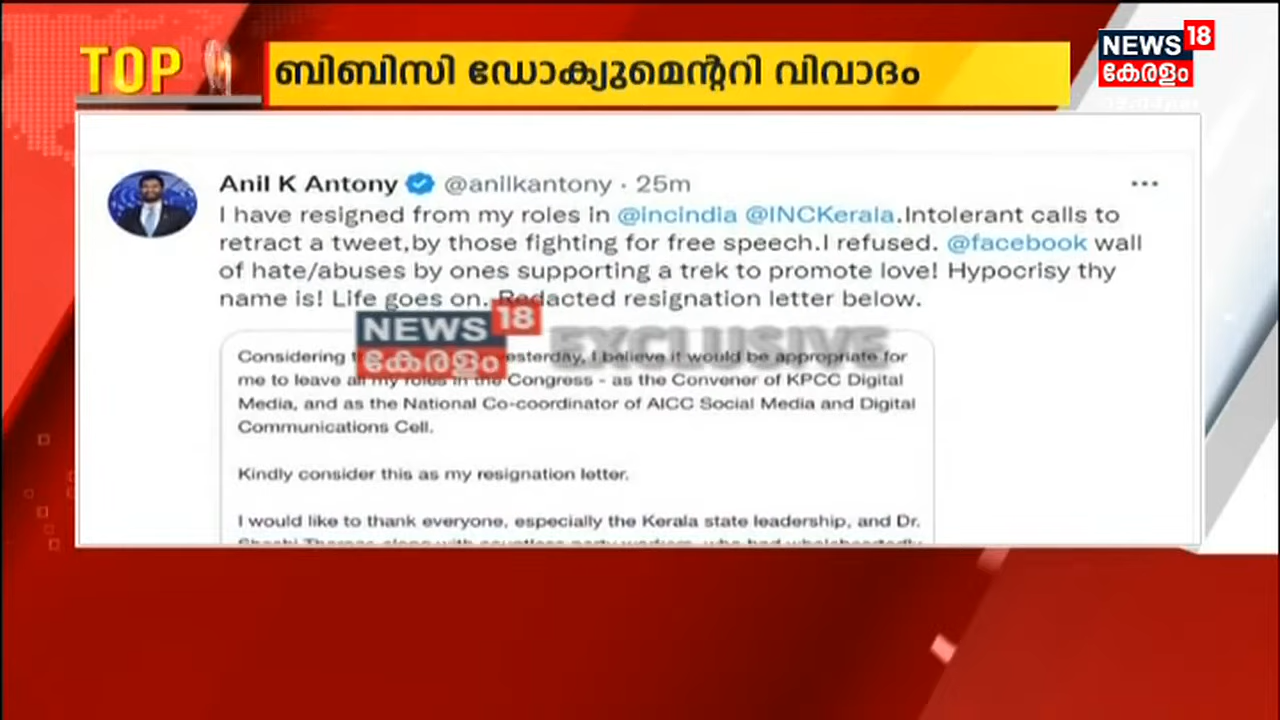 TOP
ബിബിസി ഡോക്യുമെന്ററി വിവാദം
NEWS 18
കേരളം
Anil K Antony @anilkantony · 25m
I have resigned from my roles in @incindia @INCKerala.Intolerant calls to
retract a tweet,by those fighting for free speech.I refused. @facebook wall
of hate/abuses by ones supporting a trek to promote love! Hypocrisy thy
name is! Life goes on. Redacted resignation letter below.
NEWS 18
കേരളം
EXCLUSIVE
Considering yesterday, I believe it would be appropriate for
me to leave all my roles in the Congress - as the Convener of KPCC Digital
Media, and as the National Co-coordinator of AICC Social Media and Digital
Communications Cell.
Kindly consider this as my resignation letter.
I would like to thank everyone, especially the Kerala state leadership, and Dr.